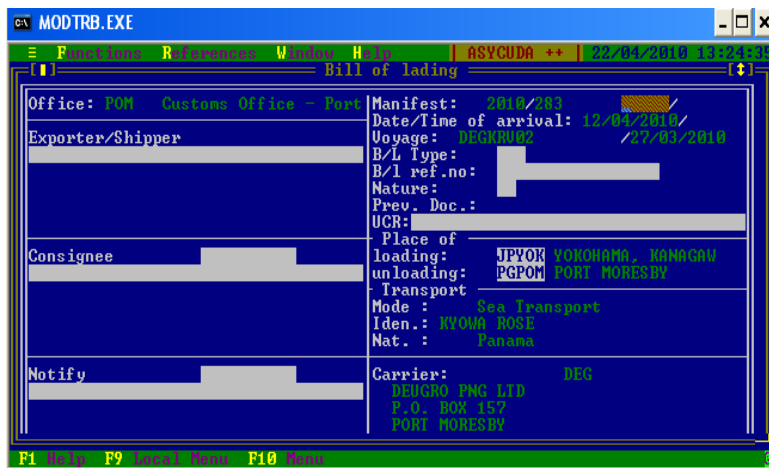 MODTRB.EXE
Functions References Window Help ASYCUDA ++ 22/04/2010 13:24:35
Bill of lading
Office: POM Customs Office - Port
Exporter/Shipper
Consignee
Notify
Manifest: 2010/283 /
Date/Time of arrival: 12/04/2010/
Voyage: DEGKRV02 /27/03/2010
B/L Type:
B/l ref.no:
Nature:
Prev. Doc.:
UCR:
Place of
loading: JPYOK YOKOHAMA, KANAGAW
unloading: PGPOM PORT MORESBY
Transport
Mode : Sea Transport
Iden.: KYOWA ROSE
Nat. : Panama
Carrier: DEG
DEUGRO PNG LTD
P.O. BOX 157
PORT MORESBY
F1 Help F9 Local Menu F10 Menu